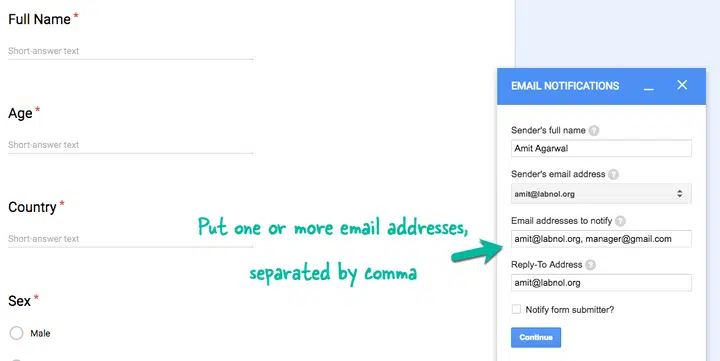 Full Name *
Short-answer text
Age *
Short-answer text
Country *
Short-answer text
Sex *
Male
Put one or more email addresses,
separated by comma
EMAIL NOTIFICATIONS
Sender's full name ?
Amit Agarwal
Sender's email address ?
amit@labnol.org
Email addresses to notify ?
amit@labnol.org, manager@gmail.com
Reply-To Address ?
amit@labnol.org
Notify form submitter?
Continue